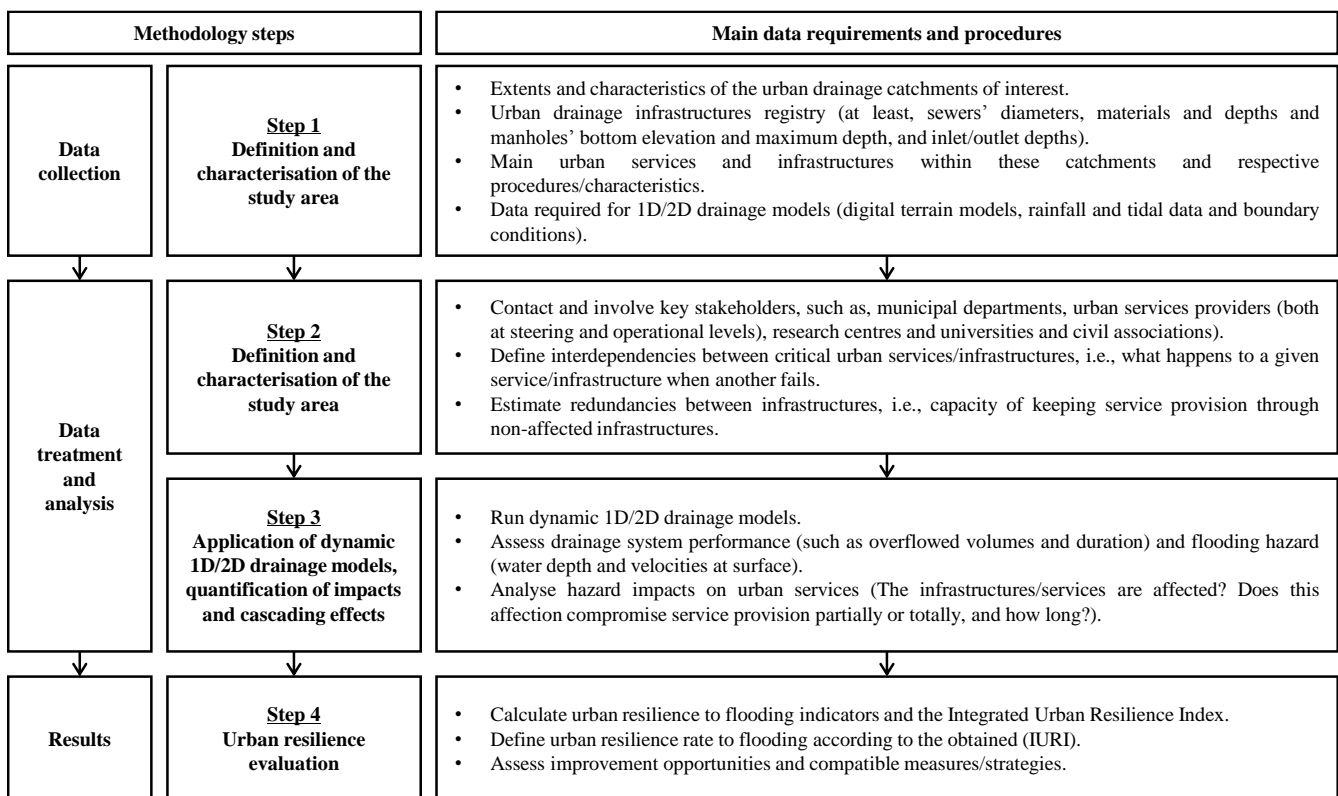 Methodology steps
Main data requirements and procedures
Data
collection
Step 1
Definition and
characterisation of the
study area
• Extents and characteristics of the urban drainage catchments of interest.
• Urban drainage infrastructures registry (at least, sewers' diameters, materials and depths and
manholes' bottom elevation and maximum depth, and inlet/outlet depths).
• Main urban services and infrastructures within these catchments and respective
procedures/characteristics.
• Data required for 1D/2D drainage models (digital terrain models, rainfall and tidal data and boundary
conditions).
Data
treatment
and
analysis
Step 2
Definition and
characterisation of the
study area
• Contact and involve key stakeholders, such as, municipal departments, urban services providers (both
at steering and operational levels), research centres and universities and civil associations).
• Define interdependencies between critical urban services/infrastructures, i.e., what happens to a given
service/infrastructure when another fails.
• Estimate redundancies between infrastructures, i.e., capacity of keeping service provision through
non-affected infrastructures.
Step 3
Application of dynamic
1D/2D drainage models,
quantification of impacts
and cascading effects
• Run dynamic 1D/2D drainage models.
• Assess drainage system performance (such as overflowed volumes and duration) and flooding hazard
(water depth and velocities at surface).
• Analyse hazard impacts on urban services (The infrastructures/services are affected? Does this
affection compromise service provision partially or totally, and how long?).
Results
Step 4
Urban resilience
evaluation
• Calculate urban resilience to flooding indicators and the Integrated Urban Resilience Index.
• Define urban resilience rate to flooding according to the obtained (IURI).
• Assess improvement opportunities and compatible measures/strategies.